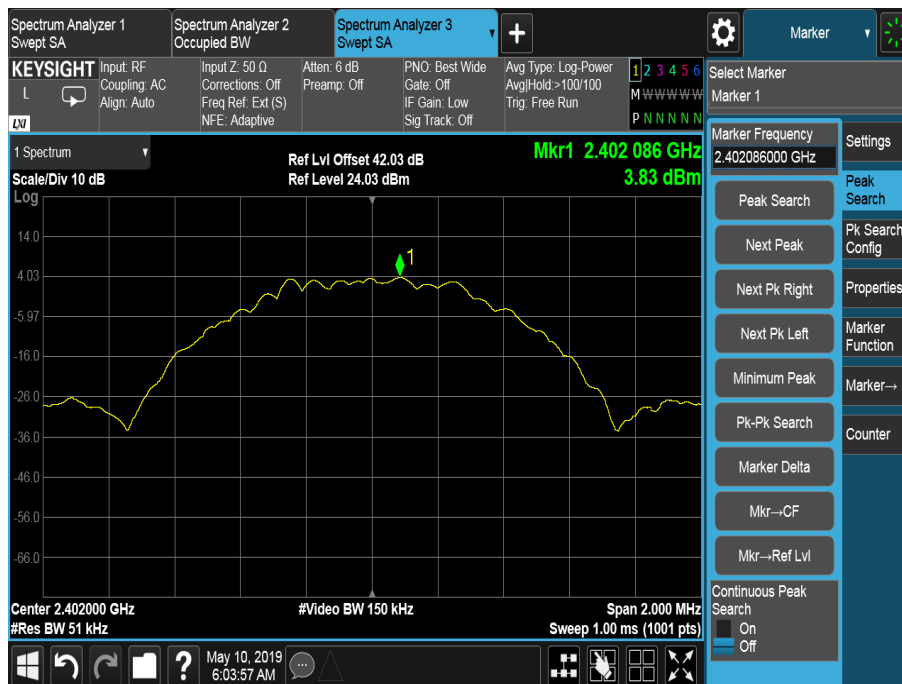 Spectrum Analyzer 1
Swept SA
Spectrum Analyzer 2
Occupied BW
Spectrum Analyzer 3
Swept SA
+
Marker
KEYSIGHT
L
LXI
Input: RF
Coupling: AC
Align: Auto
Input Z: 50 Ω
Corrections: Off
Freq Ref: Ext (S)
NFE: Adaptive
Atten: 6 dB
Preamp: Off
PNO: Best Wide
Gate: Off
IF Gain: Low
Sig Track: Off
Avg Type: Log-Power
Avg|Hold:>100/100
Trig: Free Run
1 2 3 4 5 6
M W W W W W
P N N N N N
Select Marker
Marker 1
1 Spectrum
Scale/Div 10 dB
Log
Ref Lvl Offset 42.03 dB
Ref Level 24.03 dBm
Mkr1 2.402 086 GHz
3.83 dBm
1
14.0
4.03
-5.97
-16.0
-26.0
-36.0
-46.0
-56.0
-66.0
Center 2.402000 GHz
#Res BW 51 kHz
#Video BW 150 kHz
Span 2.000 MHz
Sweep 1.00 ms (1001 pts)
Marker Frequency
2.402086000 GHz
Peak Search
Next Peak
Next Pk Right
Next Pk Left
Minimum Peak
Pk-Pk Search
Marker Delta
Mkr→CF
Mkr→Ref Lvl
Continuous Peak
Search
On
Off
Settings
Peak
Search
Pk Search
Config
Properties
Marker
Function
Marker→
Counter
?
May 10, 2019
6:03:57 AM